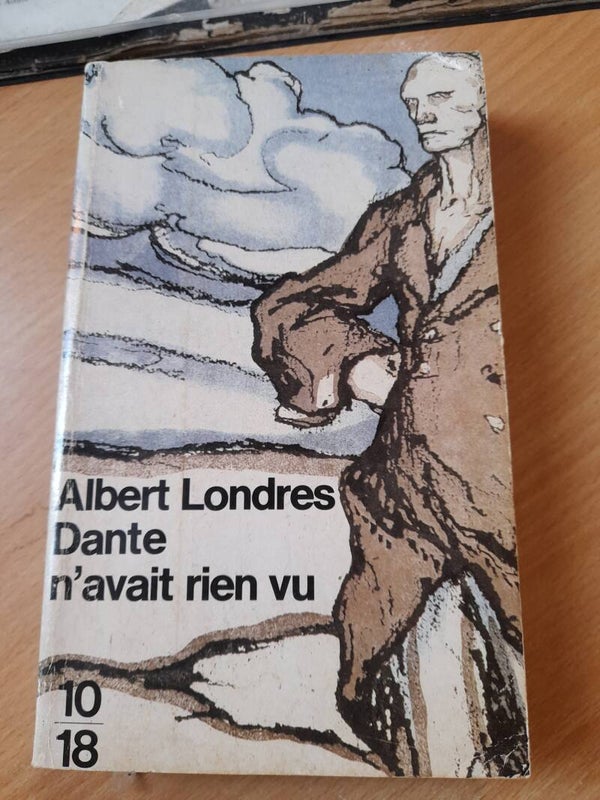 Albert Londres
Dante
n'avait rien vu
10
18